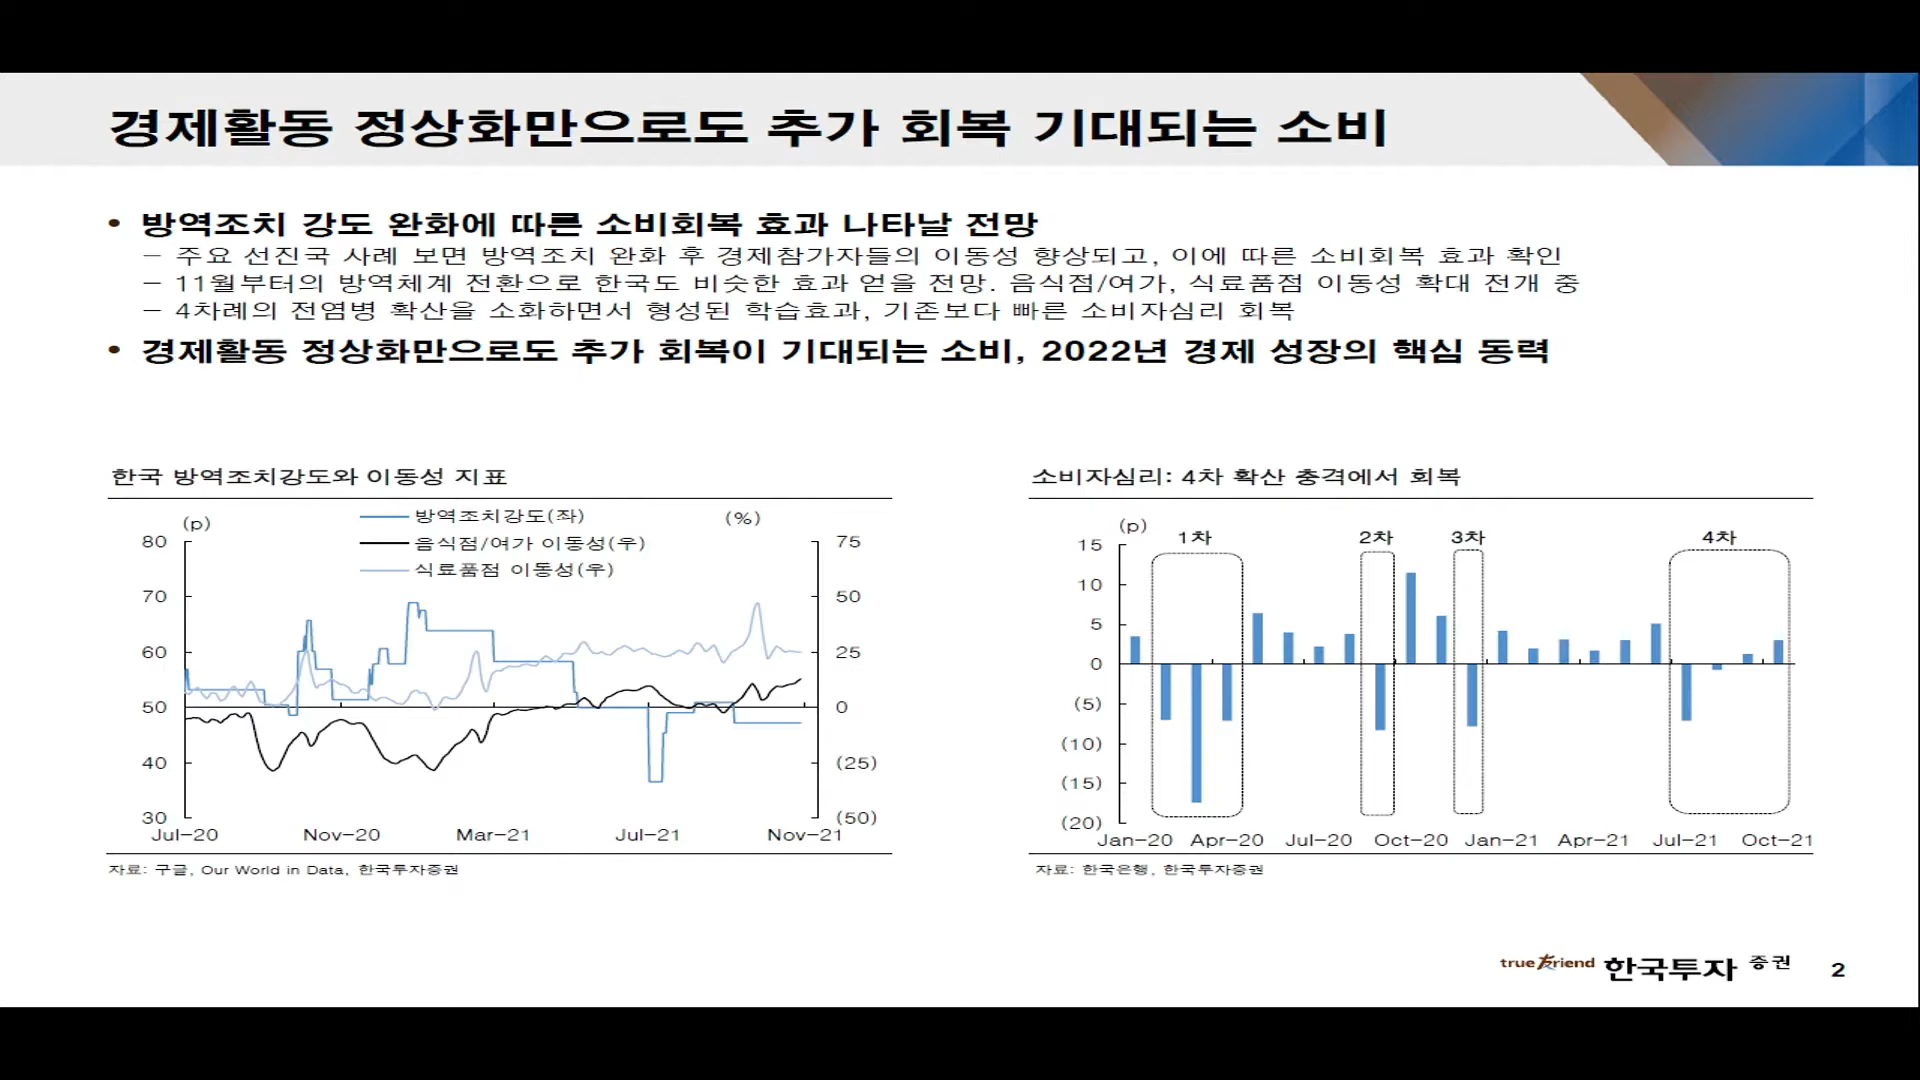 경제활동 정상화만으로도 추가 회복 기대되는 소비
• 방역조치 강도 완화에 따른 소비회복 효과 나타날 전망
– 주요 선진국 사례 보면 방역조치 완화 후 경제참가자들의 이동성 향상되고, 이에 따른 소비회복 효과 확인
– 11월부터의 방역체계 전환으로 한국도 비슷한 효과 얻을 전망. 음식점/여가, 식료품점 이동성 확대 전개 중
– 4차례의 전염병 확산을 소화하면서 형성된 학습효과, 기존보다 빠른 소비자심리 회복
• 경제활동 정상화만으로도 추가 회복이 기대되는 소비, 2022년 경제 성장의 핵심 동력
한국 방역조치강도와 이동성 지표
(p)
방역조치강도(좌)
음식점/여가 이동성(우)
식료품점 이동성(우)
(%)
80
70
60
50
40
30
75
50
25
0
(25)
(50)
Jul-20 Nov-20 Mar-21 Jul-21 Nov-21
자료: 구글, Our World in Data, 한국투자증권
소비자심리: 4차 확산 충격에서 회복
(p)
1차 2차 3차 4차
15
10
5
0
(5)
(10)
(15)
(20)
Jan-20 Apr-20 Jul-20 Oct-20 Jan-21 Apr-21 Jul-21 Oct-21
자료: 한국은행, 한국투자증권
true友riend 한국투자 증권 2